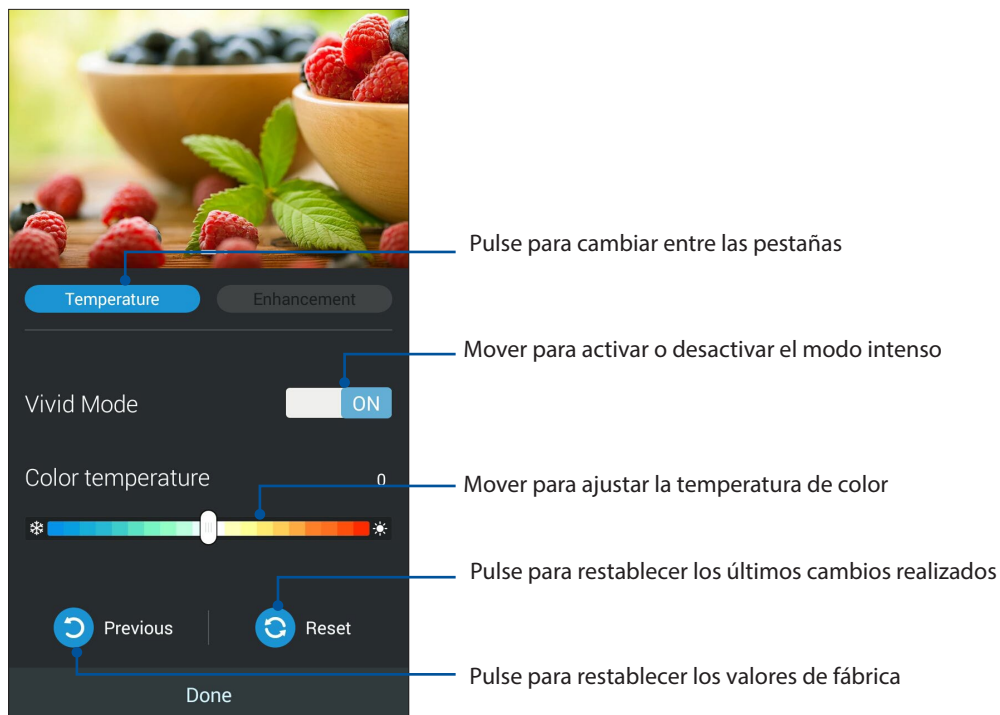 Pulse para cambiar entre las pestañas
Temperature Enhancement
Mover para activar o desactivar el modo intenso
Vivid Mode ON
Color temperature 0
Mover para ajustar la temperatura de color
Pulse para restablecer los últimos cambios realizados
Previous Reset
Pulse para restablecer los valores de fábrica
Done